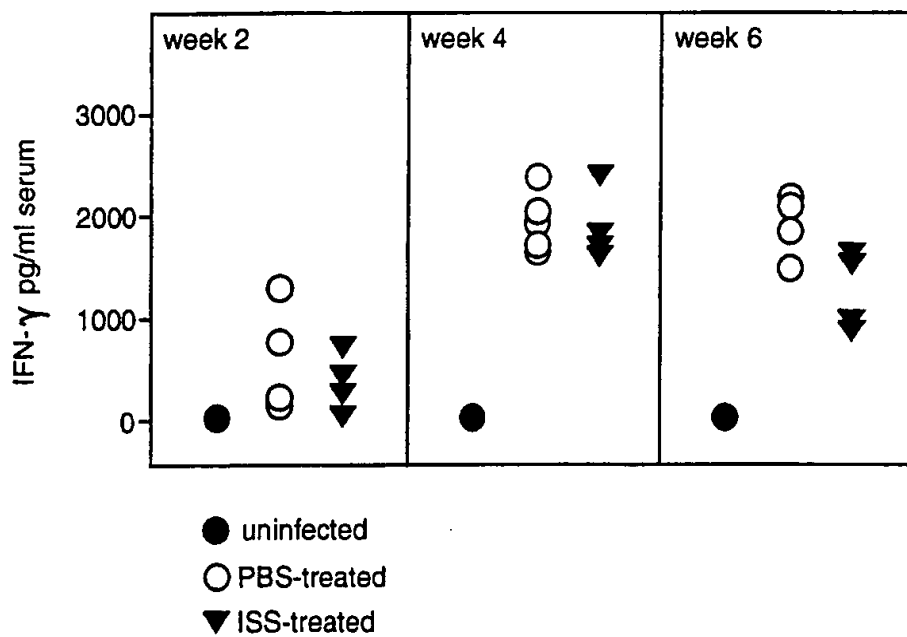 week 2
week 4
week 6
IFN-γ pg/ml serum
3000
2000
1000
0
uninfected
PBS-treated
ISS-treated